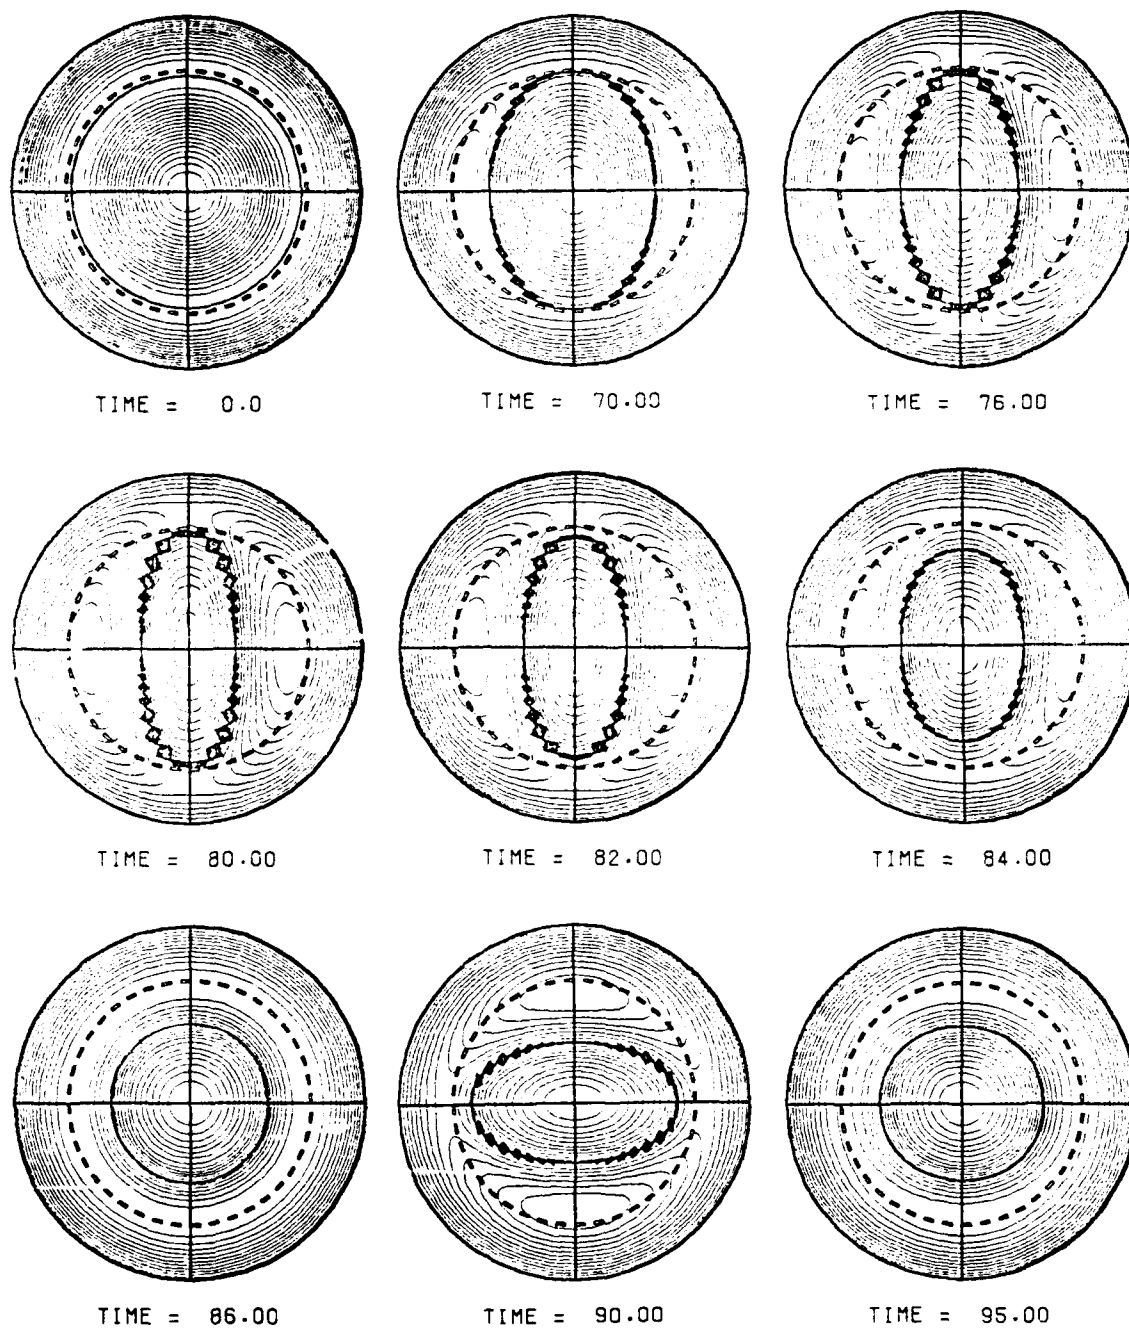 TIME = 0.0
TIME = 70.00
TIME = 76.00
TIME = 80.00
TIME = 82.00
TIME = 84.00
TIME = 86.00
TIME = 90.00
TIME = 95.00